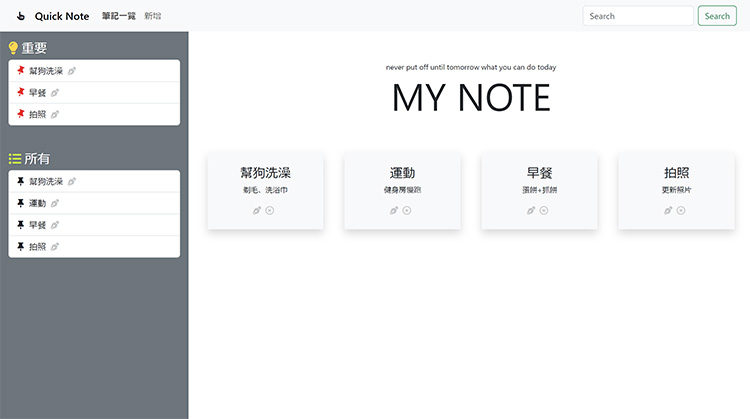 Quick Note 筆記一覽 新增 Search Search
重要
幫狗洗澡
早餐
拍照
所有
幫狗洗澡
運動
早餐
拍照
never put off until tomorrow what you can do today
MY NOTE
幫狗洗澡
剃毛、洗浴巾
運動
健身房慢跑
早餐
蛋餅+抓餅
拍照
更新照片